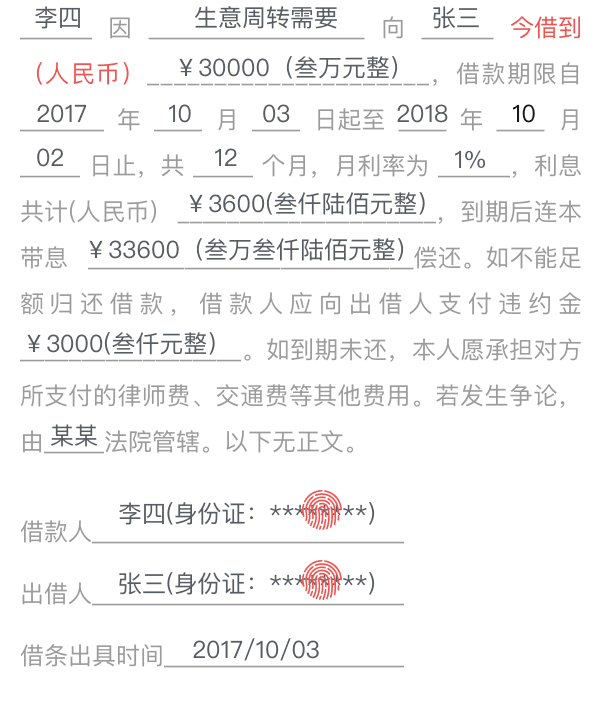 李四 因 生意周转需要 向 张三 今借到
（人民币）￥30000（叁万元整），借款期限自
2017 年 10 月 03 日起至 2018 年 10 月
02 日止，共 12 个月，月利率为 1%，利息
共计(人民币) ￥3600(叁仟陆佰元整)，到期后连本
带息 ￥33600（叁万叁仟陆佰元整）偿还。如不能足
额归还借款，借款人应向出借人支付违约金
￥3000(叁仟元整) 。如到期未还，本人愿承担对方
所支付的律师费、交通费等其他费用。若发生争论，
由某某法院管辖。以下无正文。
借款人 李四(身份证：********)
出借人 张三(身份证：********)
借条出具时间 2017/10/03